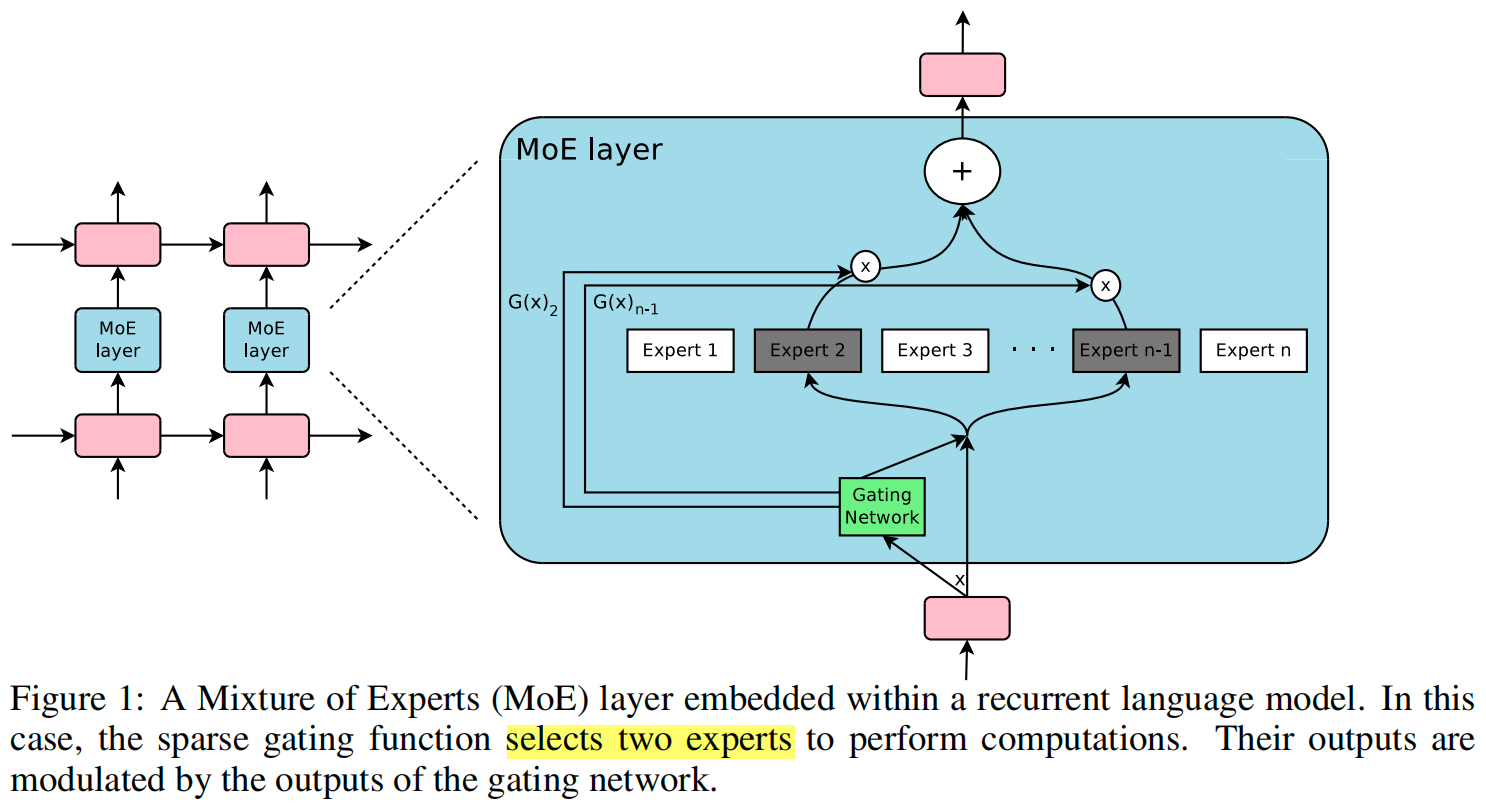 MoE layer
+
x
x
G(x)2
G(x)n-1
MoE
layer
MoE
layer
Expert 1
Expert 2
Expert 3
. . .
Expert n-1
Expert n
Gating
Network
x
Figure 1: A Mixture of Experts (MoE) layer embedded within a recurrent language model. In this
case, the sparse gating function selects two experts to perform computations. Their outputs are
modulated by the outputs of the gating network.